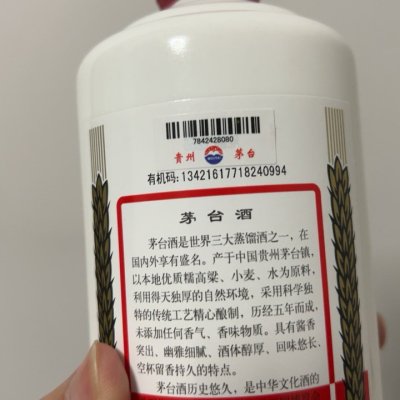 7842428080
贵州 茅台
有机码:13421617718240994
茅台酒
茅台酒是世界三大蒸馏酒之一，在
国内外享有盛名。产于中国贵州茅台镇，
以本地优质糯高粱、小麦、水为原料，
利用得天独厚的自然环境，采用科学独
特的传统工艺精心酿制，历经五年而成，
未添加任何香气、香味物质。具有酱香
突出、幽雅细腻、酒体醇厚、回味悠长、
空杯留香持久的特点。
茅台酒历史悠久，是中华文化酒的